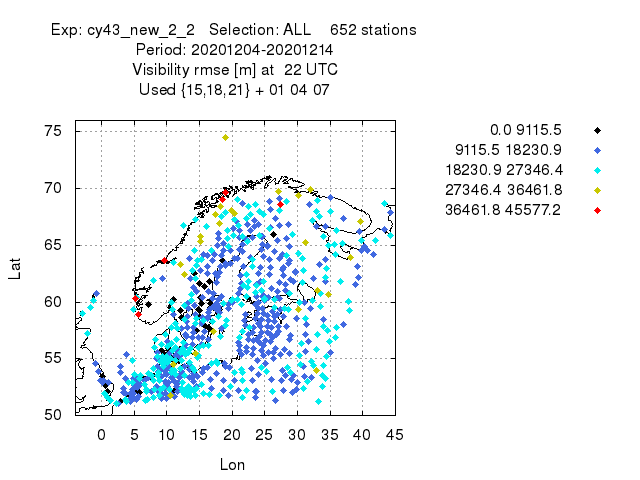 Exp: cy43_new_2_2 Selection: ALL 652 stations
Period: 20201204-20201214
Visibility rmse [m] at 22 UTC
Used {15,18,21} + 01 04 07
0.0 9115.5
9115.5 18230.9
18230.9 27346.4
27346.4 36461.8
36461.8 45577.2
75
70
65
60
55
50
Lat
0 5 10 15 20 25 30 35 40 45
Lon